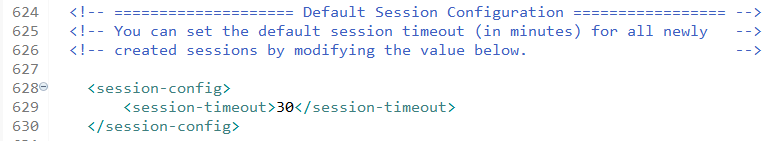 624 <!-- ==================== Default Session Configuration ================= -->
625 <!-- You can set the default session timeout (in minutes) for all newly -->
626 <!-- created sessions by modifying the value below. -->
627
628 <session-config>
629 <session-timeout>30</session-timeout>
630 </session-config>